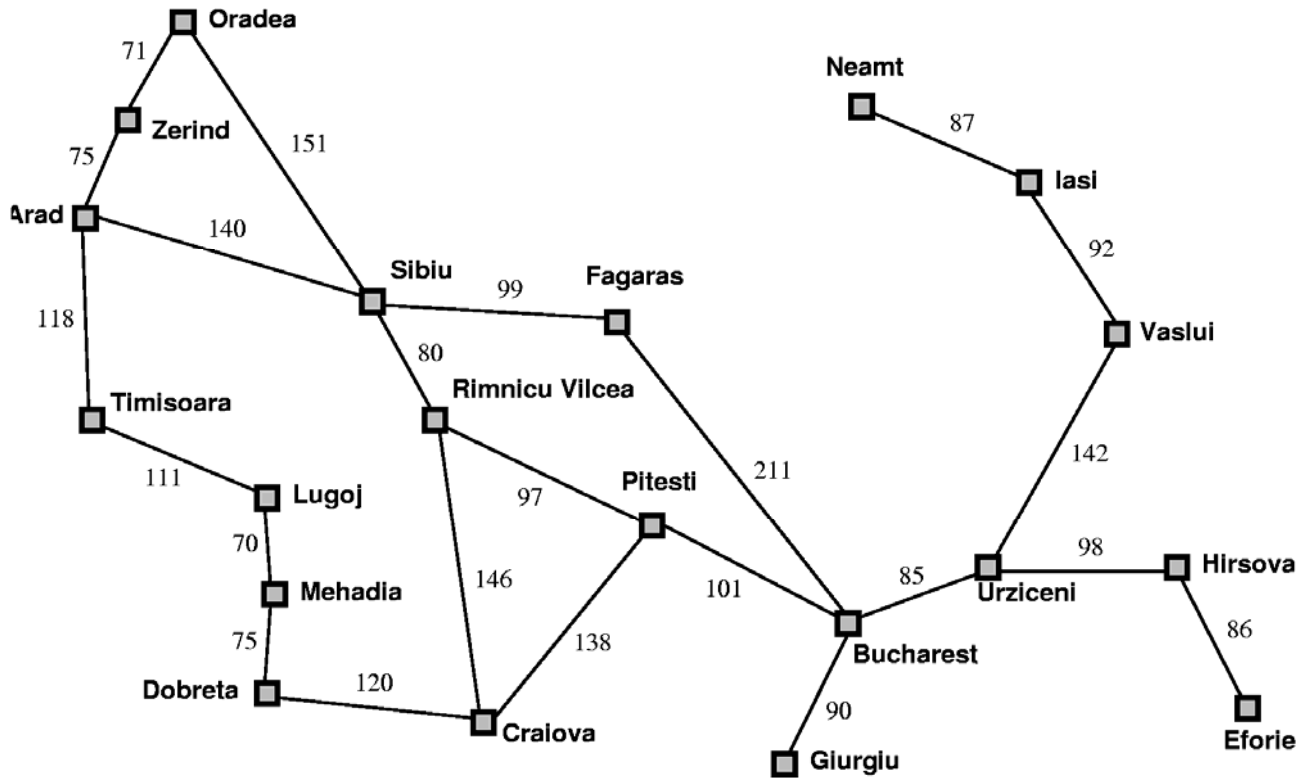 Oradea
71
Neamt
87
Zerind
151
75
Iasi
Arad
140
92
Sibiu
Fagaras
99
118
Vaslui
80
Rimnicu Vilcea
Timisoara
142
111
211
Lugoj
97
Pitesti
70
98
Hirsova
146
85
Mehadia
101
Urziceni
75
138
86
Bucharest
Dobreta
120
90
Craiova
Eforie
Giurgiu